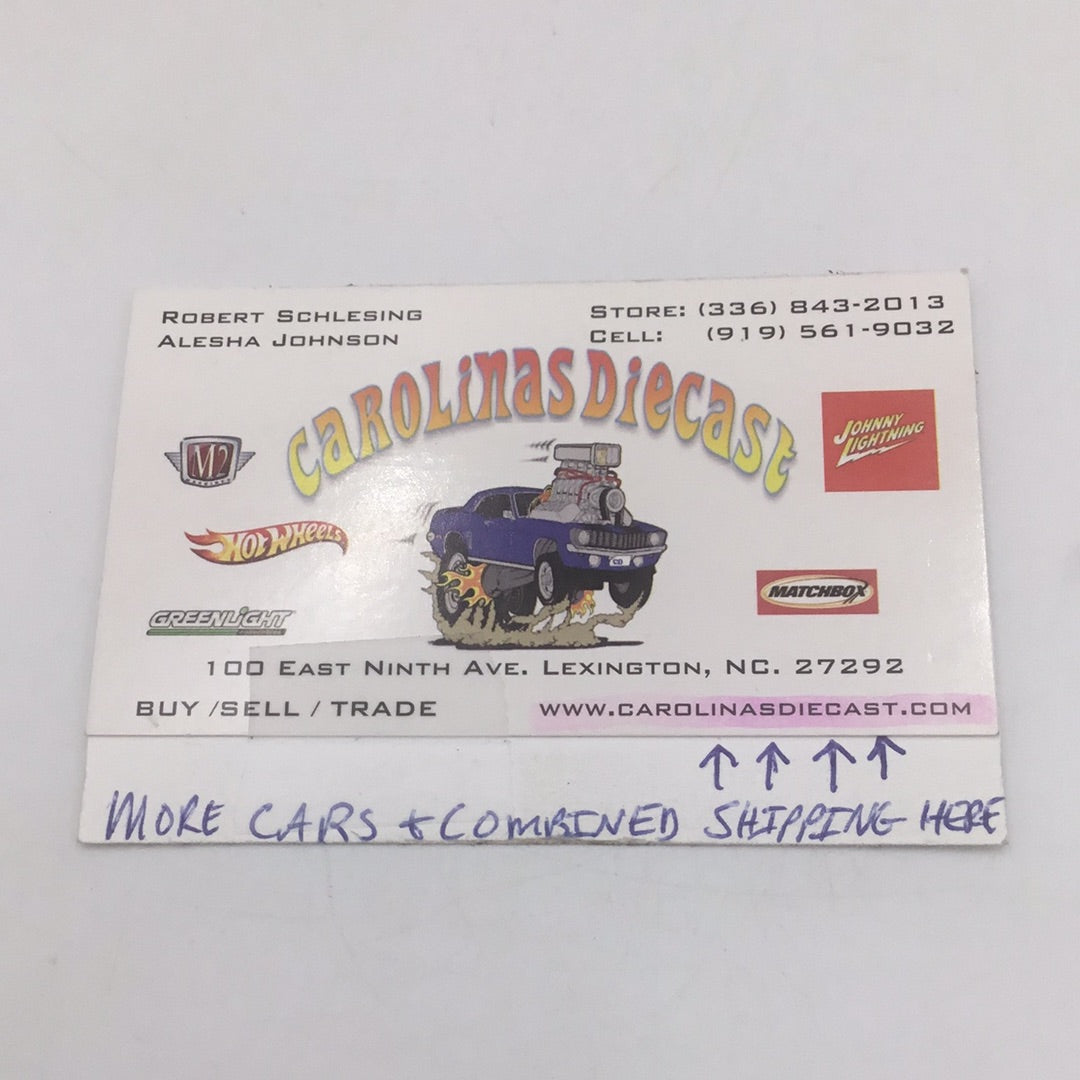 ROBERT SCHLESING
ALESHA JOHNSON
STORE: (336) 843-2013
CELL: (919) 561-9032
CAROLINAS DIECAST
M2
JOHNNY
LIGHTNING
HOT WHEELS
MATCHBOX
GREENLIGHT
CD
100 EAST NINTH AVE. LEXINGTON, NC. 27292
BUY /SELL / TRADE
WWW.CAROLINASDIECAST.COM
↑ ↑ ↑ ↑
MORE CARS + COMBINED SHIPPING HERE